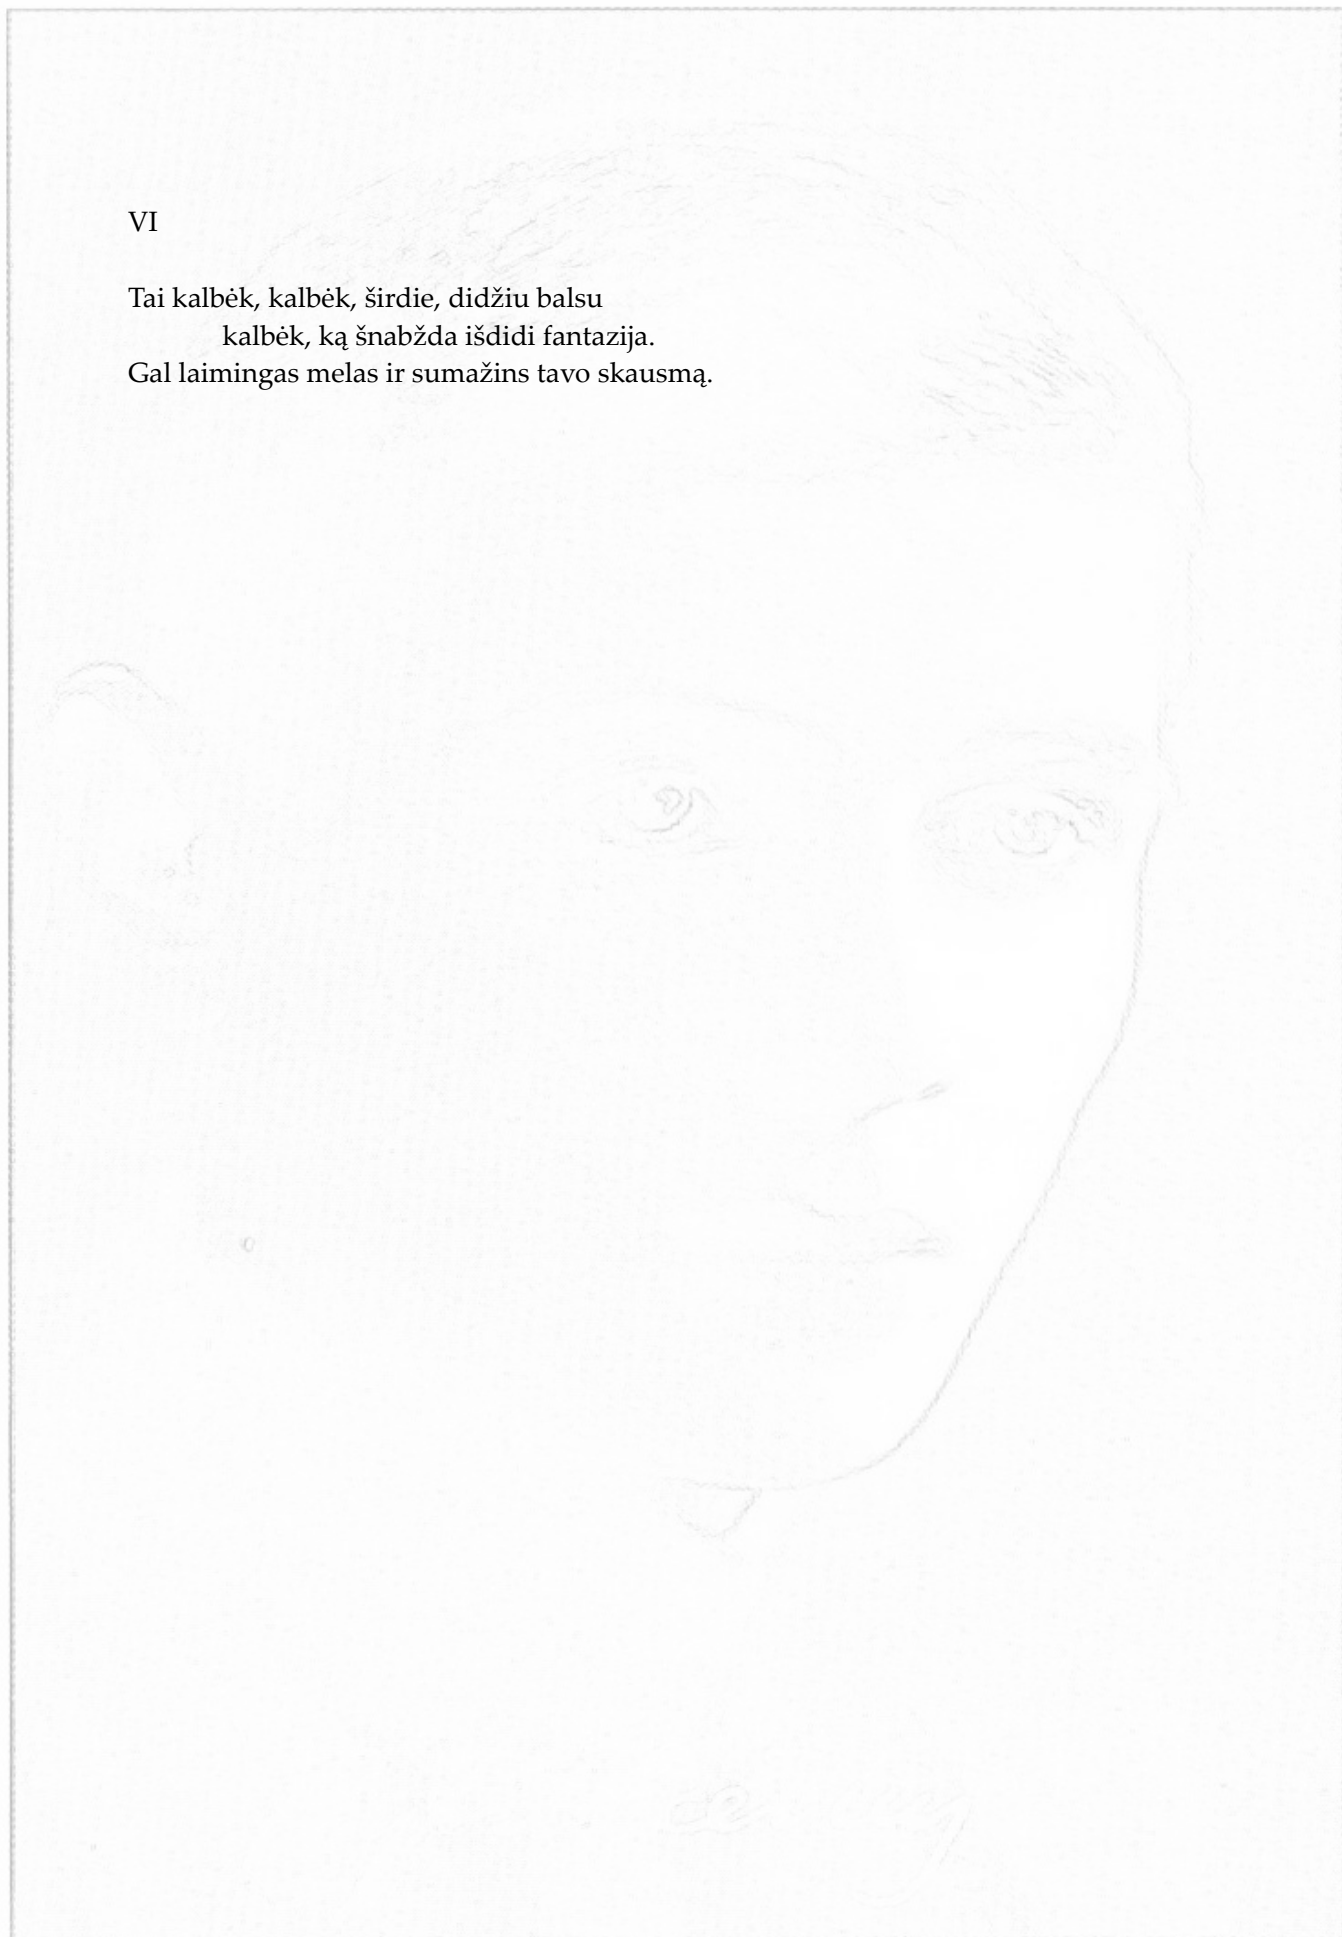 VI
Tai kalbėk, kalbėk, širdie, didžiu balsu
kalbėk, ką šnabžda išdidi fantazija.
Gal laimingas melas ir sumažins tavo skausmą.